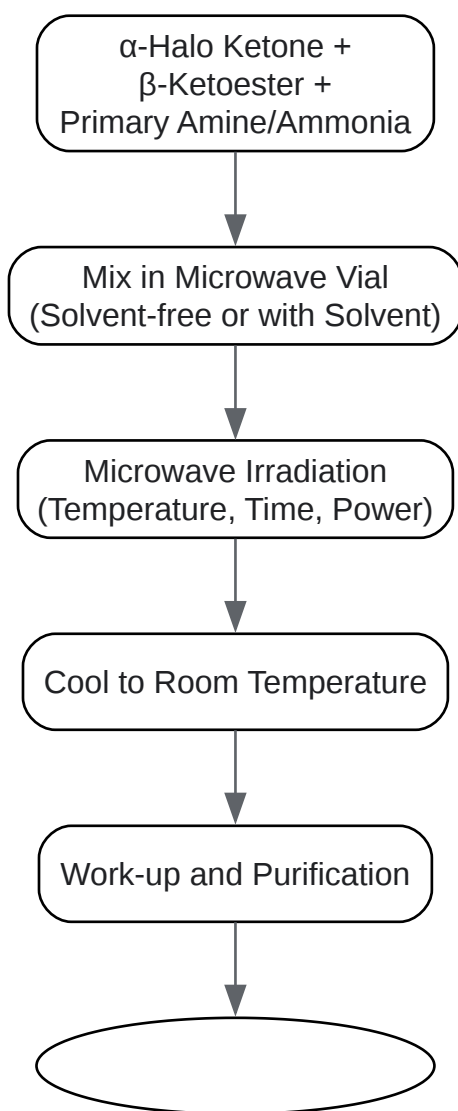 α-Halo Ketone +
β-Ketoester +
Primary Amine/Ammonia
Mix in Microwave Vial
(Solvent-free or with Solvent)
Microwave Irradiation
(Temperature, Time, Power)
Cool to Room Temperature
Work-up and Purification